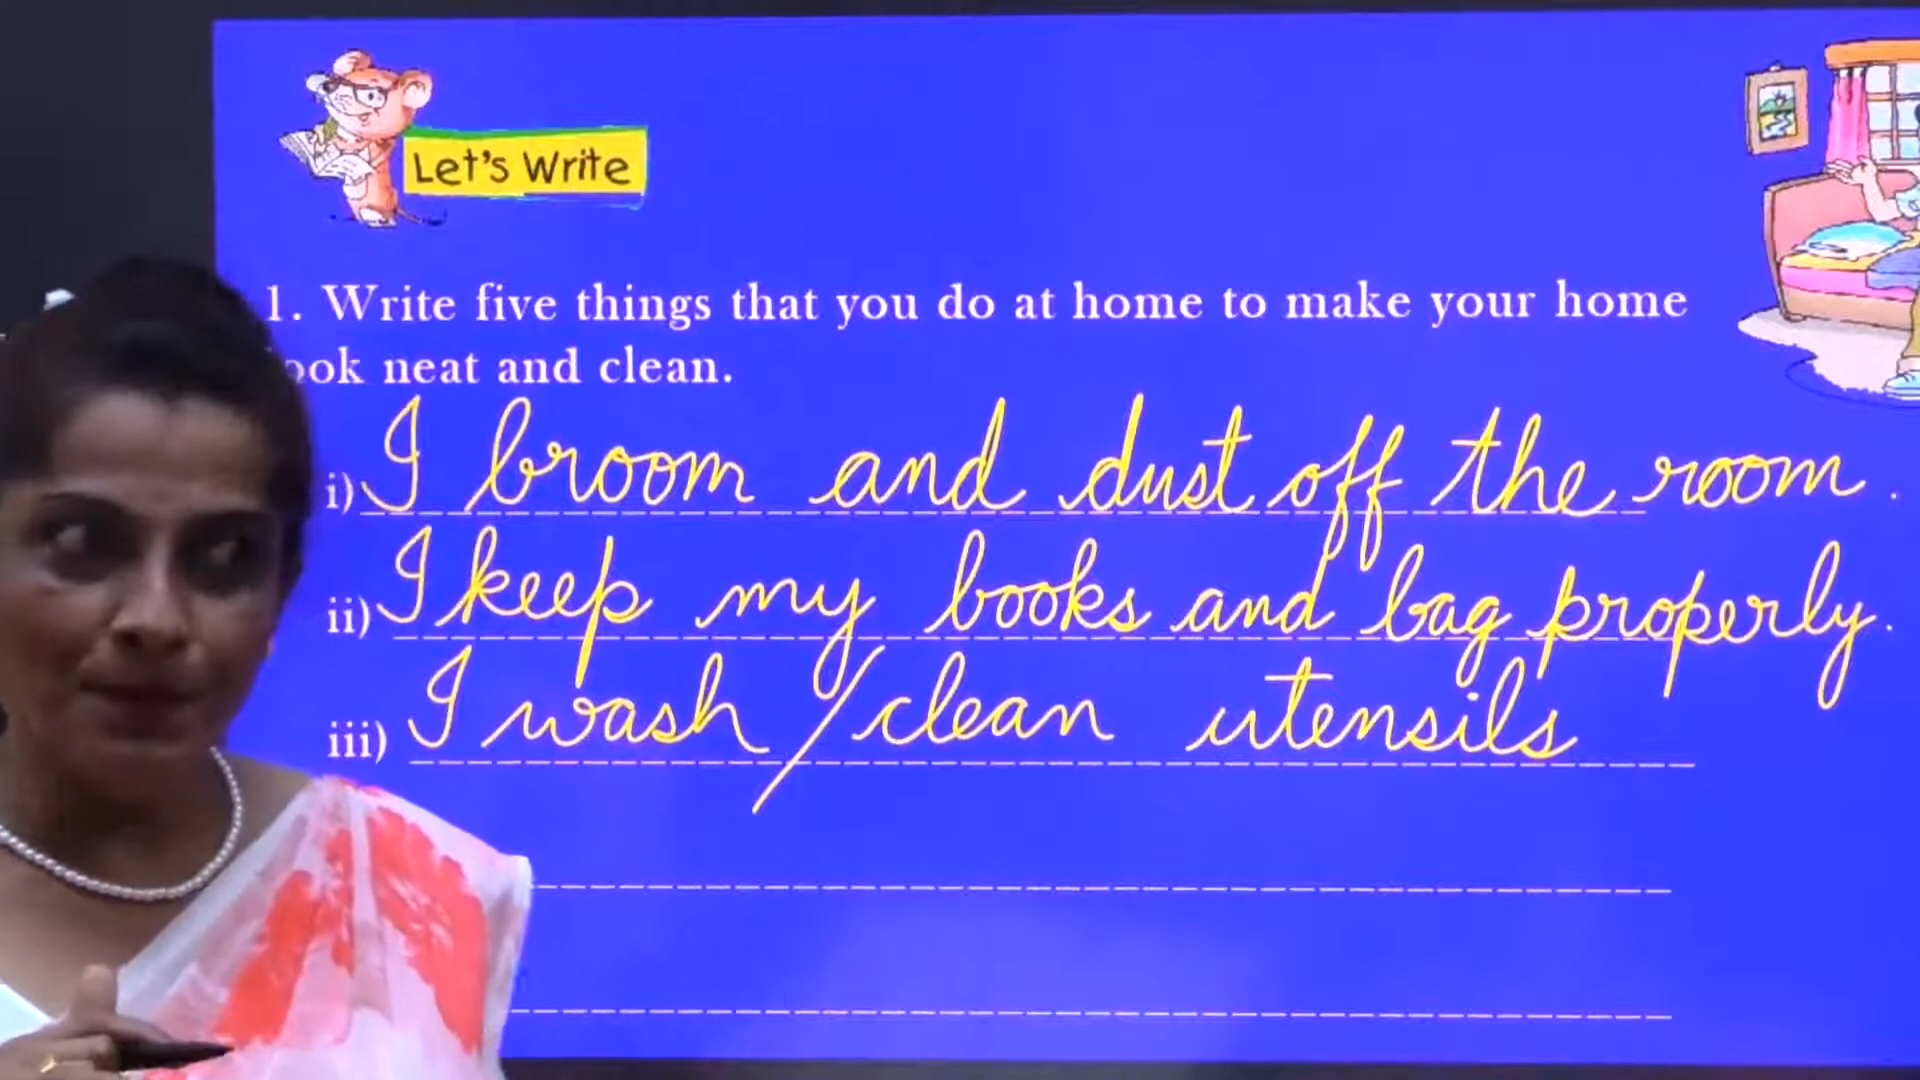 Let's Write
1. Write five things that you do at home to make your home
ook neat and clean.
i) I broom and dust off the room.
ii) I keep my books and bag properly.
iii) I wash/clean utensils